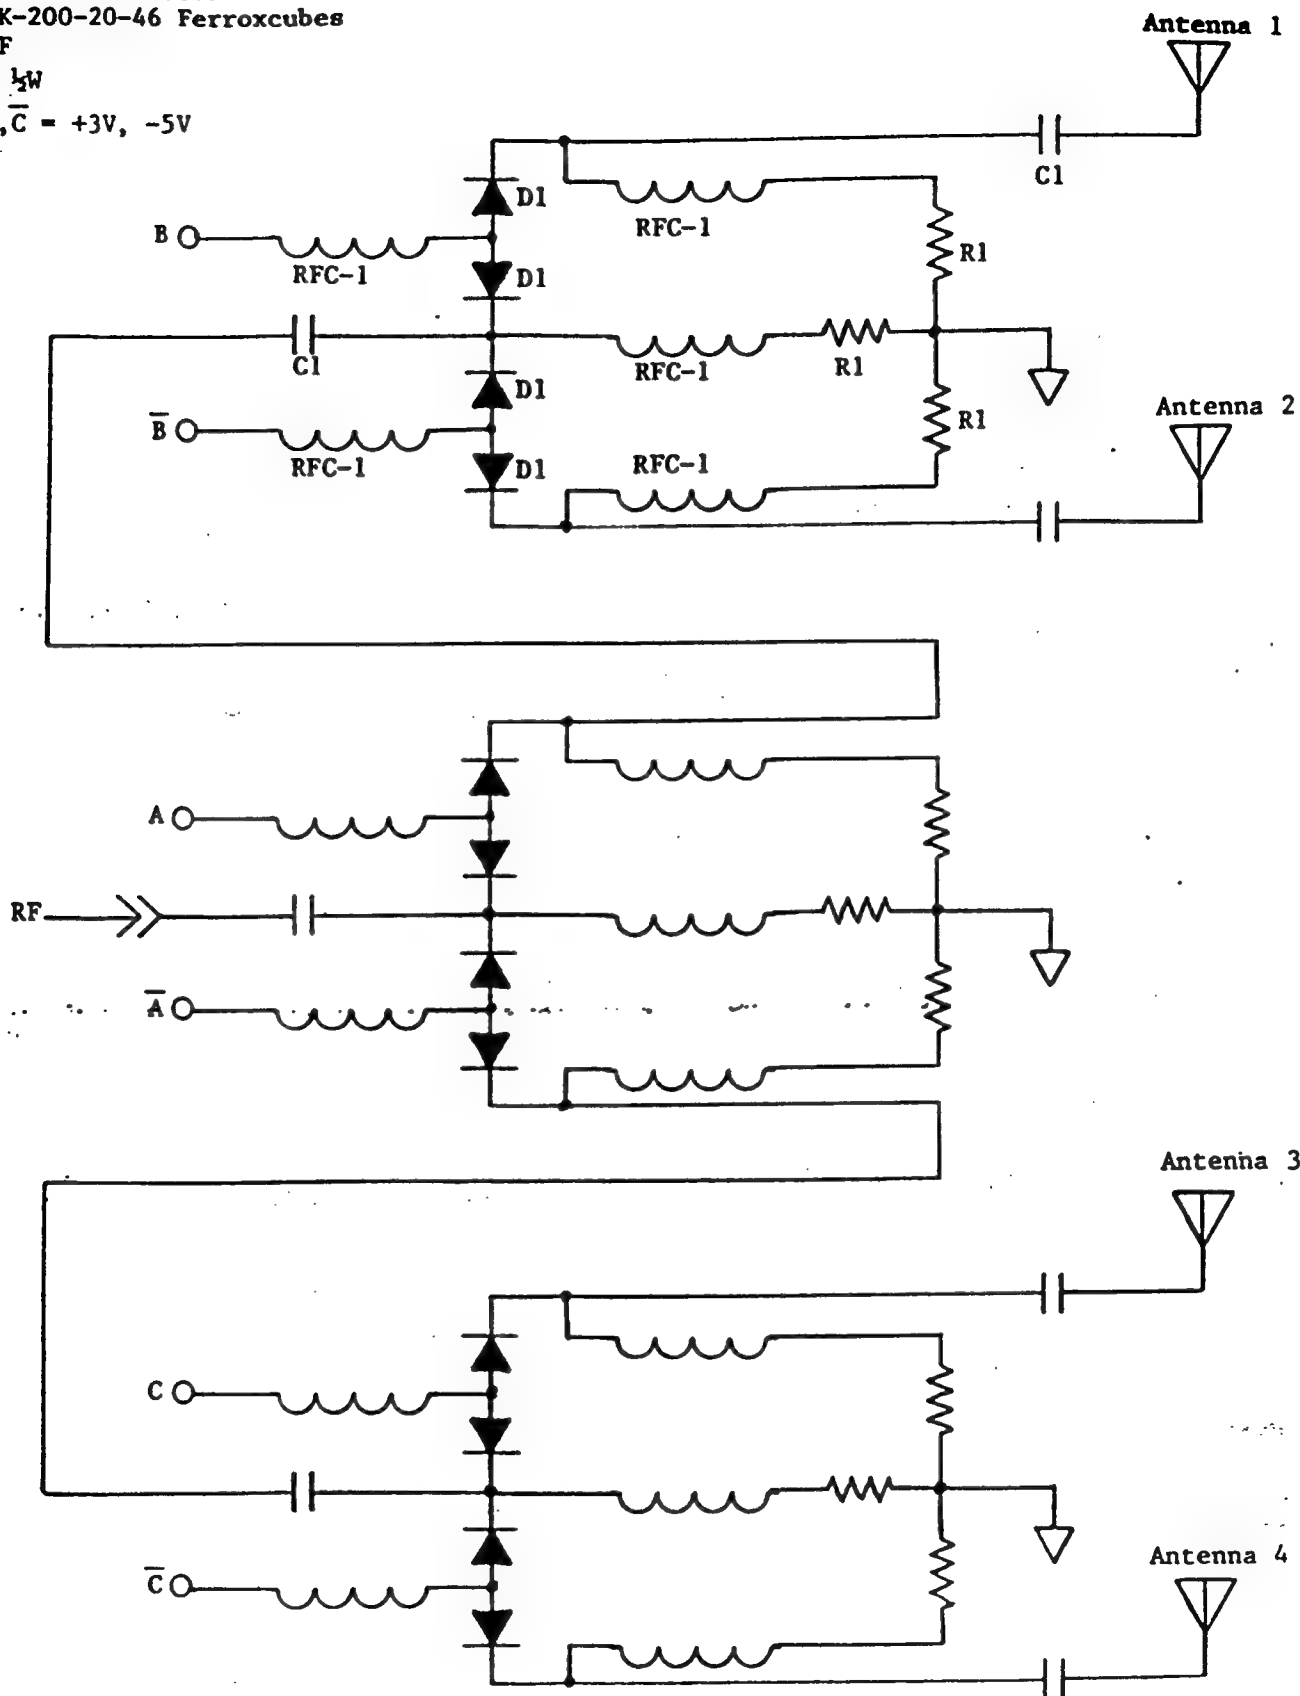 K-200-20-46 Ferroxcubes
F
½W
,C̅ = +3V, -5V
Antenna 1
C1
D1
RFC-1
B
R1
D1
RFC-1
C1
RFC-1
R1
D1
B̅
R1
Antenna 2
RFC-1
D1
RFC-1
A
RF
A̅
Antenna 3
C
C̅
Antenna 4